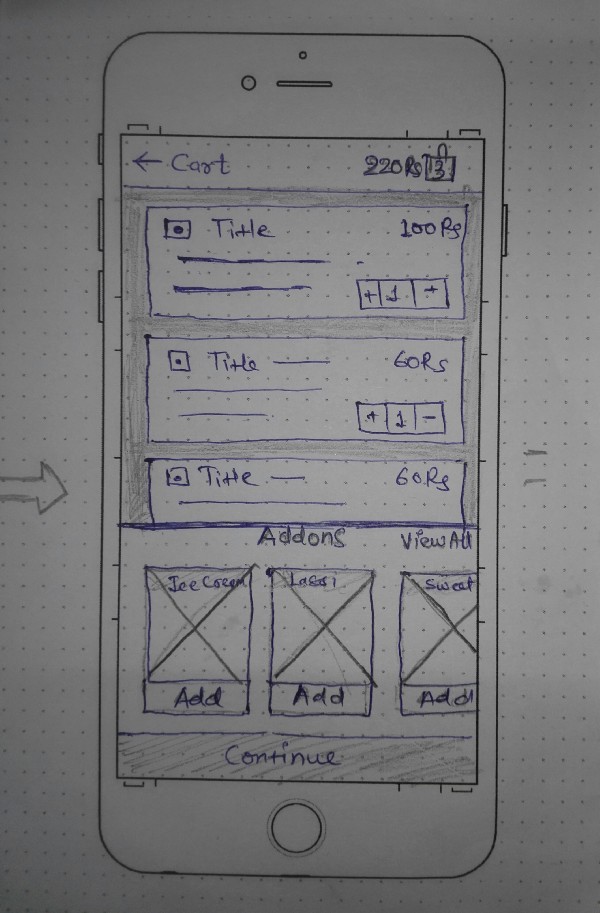 ← Cart 220Rs 3
Title 100Rs
+ 1 -
Title 60Rs
+ 1 -
Title 60Rs
Addons View All
Ice Cream Lassi Sweet
Add Add Add
Continue